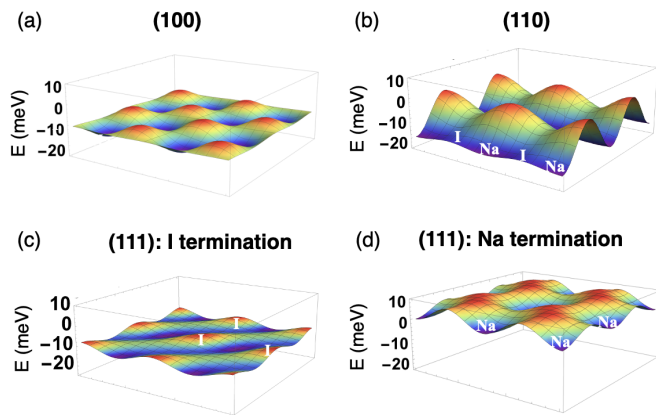 (a) (100)
10
0
−10
−20
E (meV)
(b) (110)
10
0
−10
−20
E (meV)
I
Na
I
Na
(c) (111): I termination
10
0
−10
−20
E (meV)
I
I
I
(d) (111): Na termination
10
0
−10
−20
E (meV)
Na
Na
Na